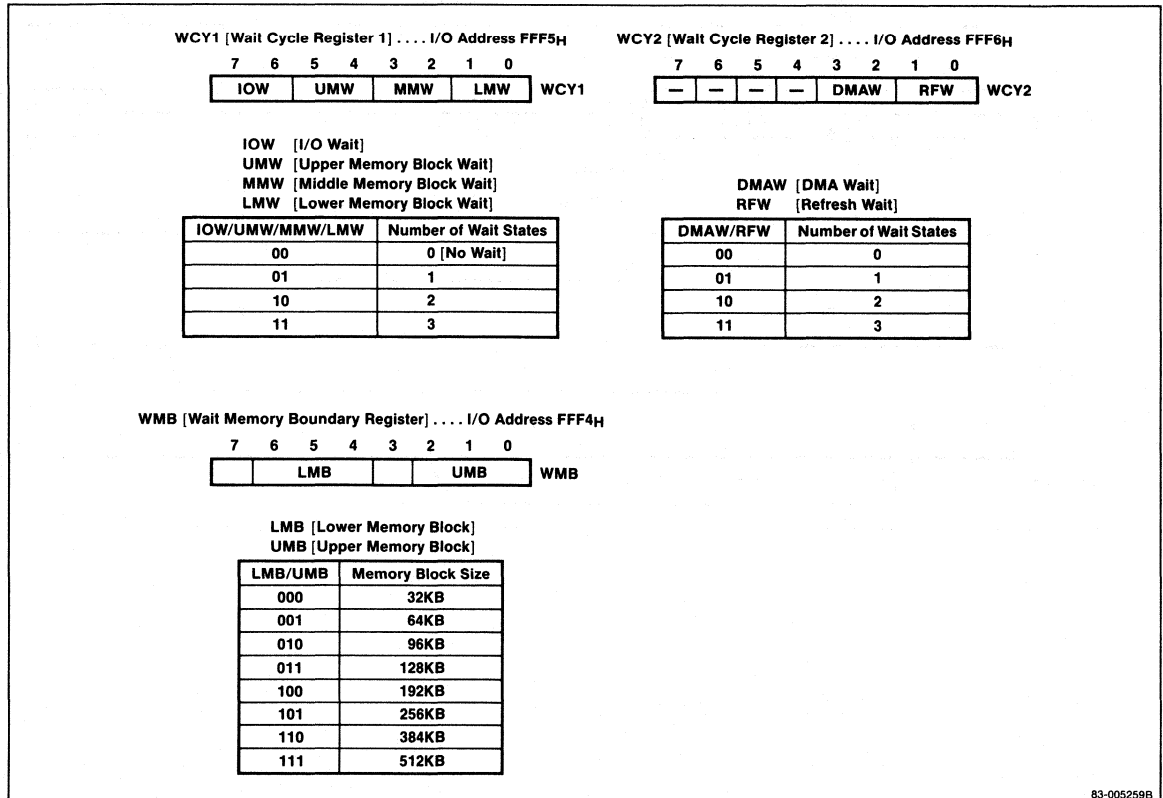 WCY1 [Wait Cycle Register 1] .... I/O Address FFF5H
7 6 5 4 3 2 1 0
IOW UMW MMW LMW WCY1
IOW [I/O Wait]
UMW [Upper Memory Block Wait]
MMW [Middle Memory Block Wait]
LMW [Lower Memory Block Wait]
IOW/UMW/MMW/LMW Number of Wait States
00 0 [No Wait]
01 1
10 2
11 3
WCY2 [Wait Cycle Register 2] .... I/O Address FFF6H
7 6 5 4 3 2 1 0
— — — — DMAW RFW WCY2
DMAW [DMA Wait]
RFW [Refresh Wait]
DMAW/RFW Number of Wait States
00 0
01 1
10 2
11 3
WMB [Wait Memory Boundary Register] .... I/O Address FFF4H
7 6 5 4 3 2 1 0
LMB UMB WMB
LMB [Lower Memory Block]
UMB [Upper Memory Block]
LMB/UMB Memory Block Size
000 32KB
001 64KB
010 96KB
011 128KB
100 192KB
101 256KB
110 384KB
111 512KB
83-005259B